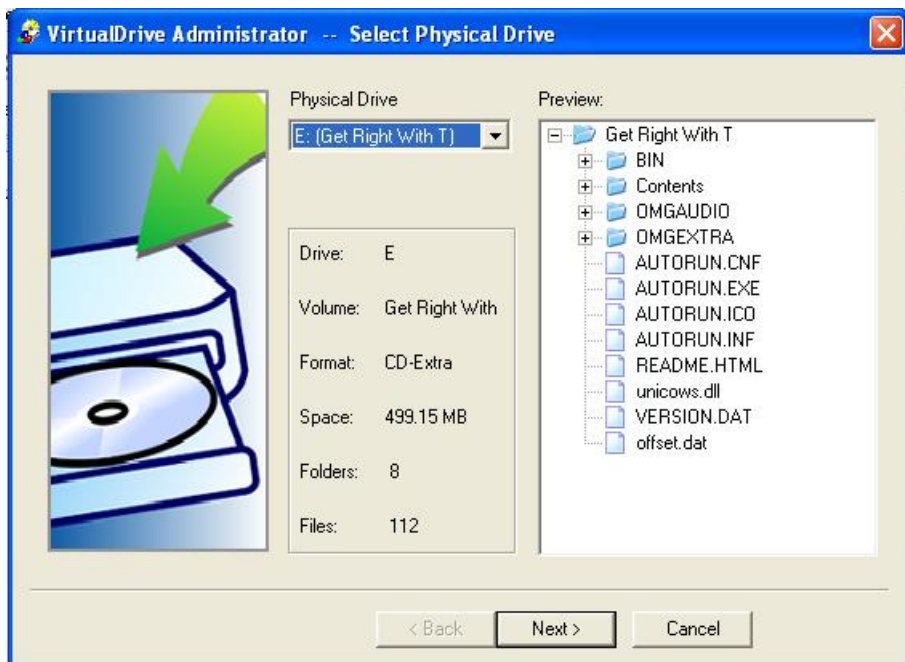 VirtualDrive Administrator -- Select Physical Drive
Physical Drive
E: (Get Right With T)
Drive: E
Volume: Get Right With
Format: CD-Extra
Space: 499.15 MB
Folders: 8
Files: 112
Preview:
Get Right With T
BIN
Contents
OMGAUDIO
OMGEXTRA
AUTORUN.CNF
AUTORUN.EXE
AUTORUN.ICO
AUTORUN.INF
README.HTML
unicows.dll
VERSION.DAT
offset.dat
< Back
Next >
Cancel